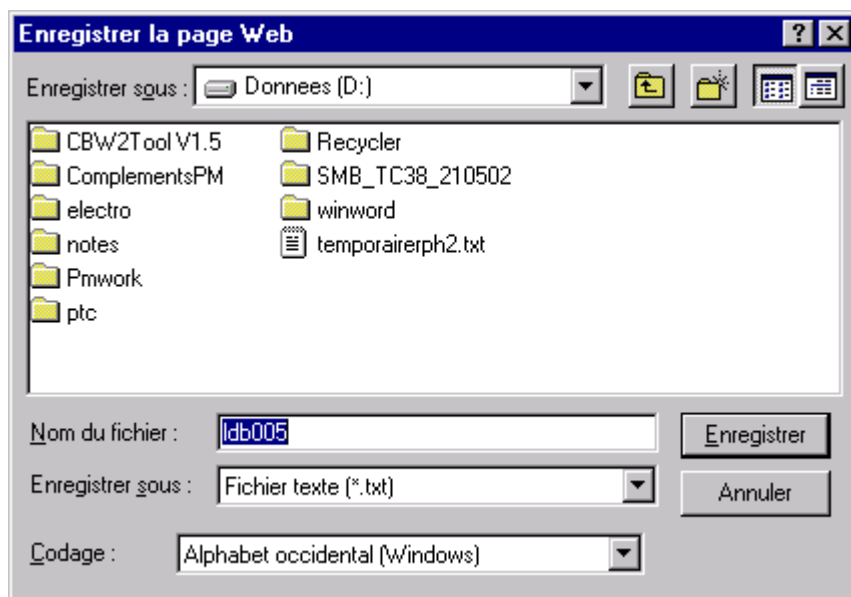 Enregistrer la page Web
Enregistrer sous : Donnees (D:)
CBW2Tool V1.5 Recycler
ComplementsPM SMB_TC38_210502
electro winword
notes temporairerph2.txt
Pmwork
ptc
Nom du fichier : ldb005 Enregistrer
Enregistrer sous : Fichier texte (*.txt) Annuler
Codage : Alphabet occidental (Windows)